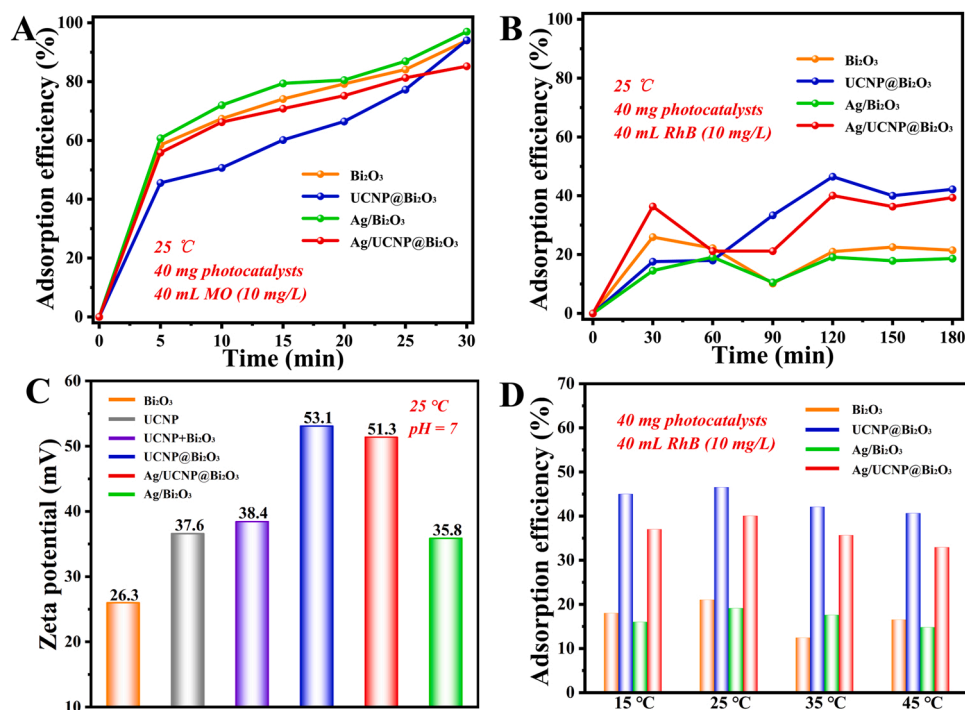 A
Adsorption efficiency (%)
100
80
60
40
20
0
Bi₂O₃
UCNP@Bi₂O₃
Ag/Bi₂O₃
Ag/UCNP@Bi₂O₃
25 ℃
40 mg photocatalysts
40 mL MO (10 mg/L)
0 5 10 15 20 25 30
Time (min)
B
Adsorption efficiency (%)
100
80
60
40
20
0
25 ℃
40 mg photocatalysts
40 mL RhB (10 mg/L)
Bi₂O₃
UCNP@Bi₂O₃
Ag/Bi₂O₃
Ag/UCNP@Bi₂O₃
0 30 60 90 120 150 180
Time (min)
C
Zeta potential (mV)
60
50
40
30
20
10
Bi₂O₃
UCNP
UCNP+Bi₂O₃
UCNP@Bi₂O₃
Ag/UCNP@Bi₂O₃
Ag/Bi₂O₃
25 °C
pH = 7
26.3
37.6
38.4
53.1
51.3
35.8
D
Adsorption efficiency (%)
70
60
50
40
30
20
10
0
40 mg photocatalysts
40 mL RhB (10 mg/L)
Bi₂O₃
UCNP@Bi₂O₃
Ag/Bi₂O₃
Ag/UCNP@Bi₂O₃
15 °C 25 °C 35 °C 45 °C